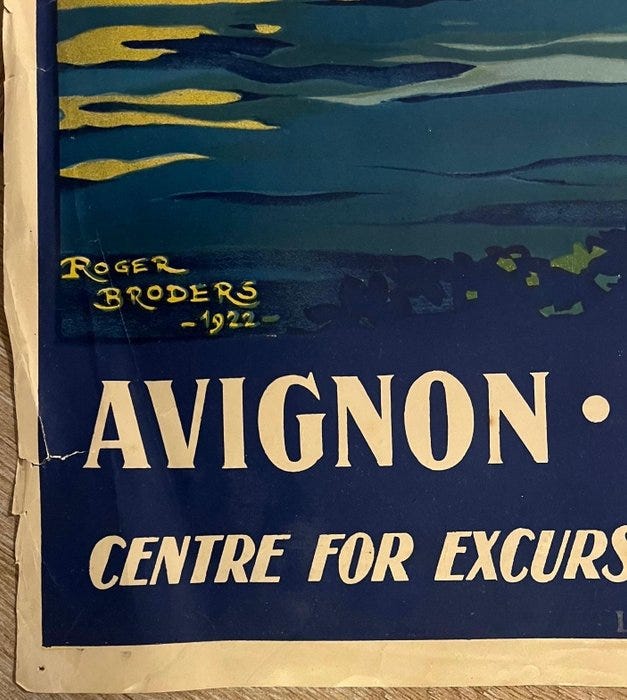 ROGER
BRODERS
-1922-
AVIGNON •
CENTRE FOR EXCURS
L